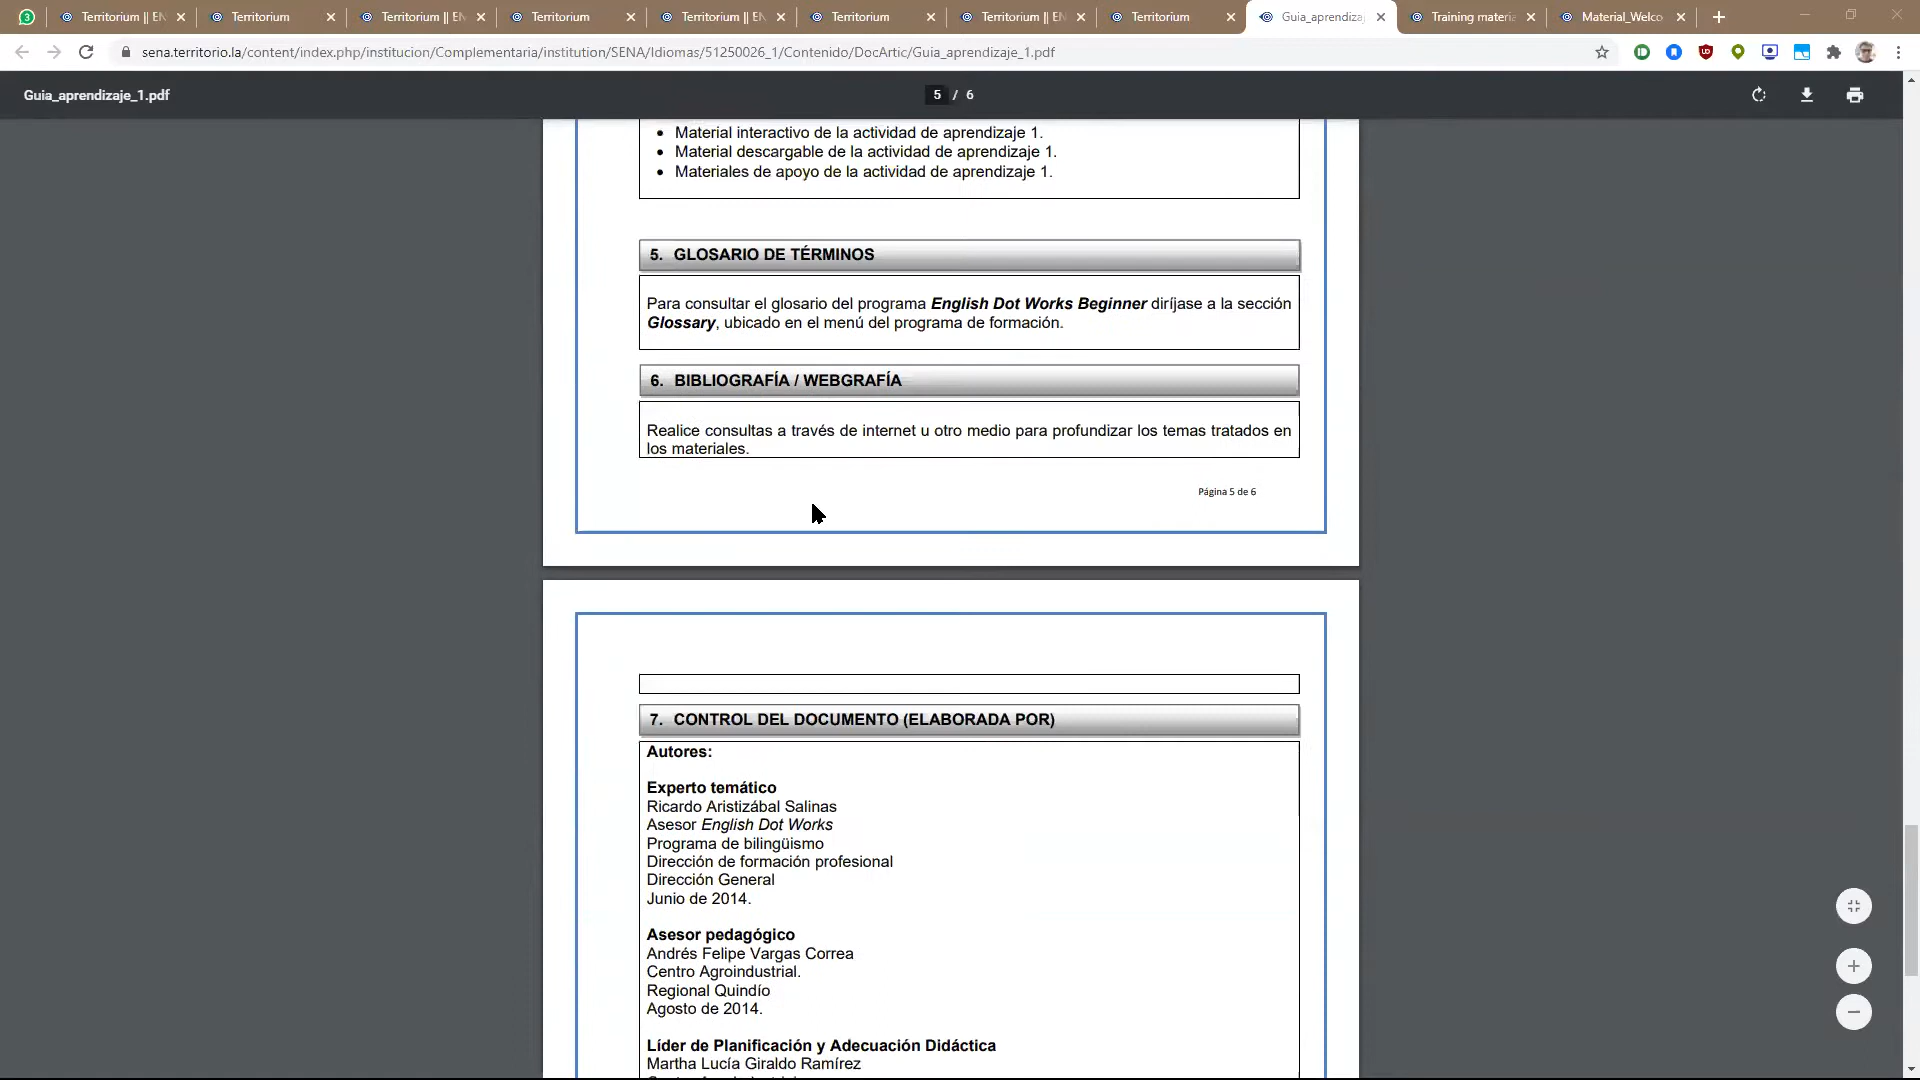 3
Territorium || EN
Territorium
Territorium || EN
Territorium
Territorium || EN
Territorium
Territorium || EN
Territorium
Guia_aprendiza
Training materia
Material_Welco
sena.territorio.la/content/index.php/institucion/Complementaria/institution/SENA/Idiomas/51250026_1/Contenido/DocArtic/Guia_aprendizaje_1.pdf
Guia_aprendizaje_1.pdf
5 / 6
• Material interactivo de la actividad de aprendizaje 1.
• Material descargable de la actividad de aprendizaje 1.
• Materiales de apoyo de la actividad de aprendizaje 1.
5. GLOSARIO DE TÉRMINOS
Para consultar el glosario del programa English Dot Works Beginner diríjase a la sección
Glossary, ubicado en el menú del programa de formación.
6. BIBLIOGRAFÍA / WEBGRAFÍA
Realice consultas a través de internet u otro medio para profundizar los temas tratados en
los materiales.
Página 5 de 6
7. CONTROL DEL DOCUMENTO (ELABORADA POR)
Autores:
Experto temático
Ricardo Aristizábal Salinas
Asesor English Dot Works
Programa de bilingüismo
Dirección de formación profesional
Dirección General
Junio de 2014.
Asesor pedagógico
Andrés Felipe Vargas Correa
Centro Agroindustrial.
Regional Quindío
Agosto de 2014.
Líder de Planificación y Adecuación Didáctica
Martha Lucía Giraldo Ramírez